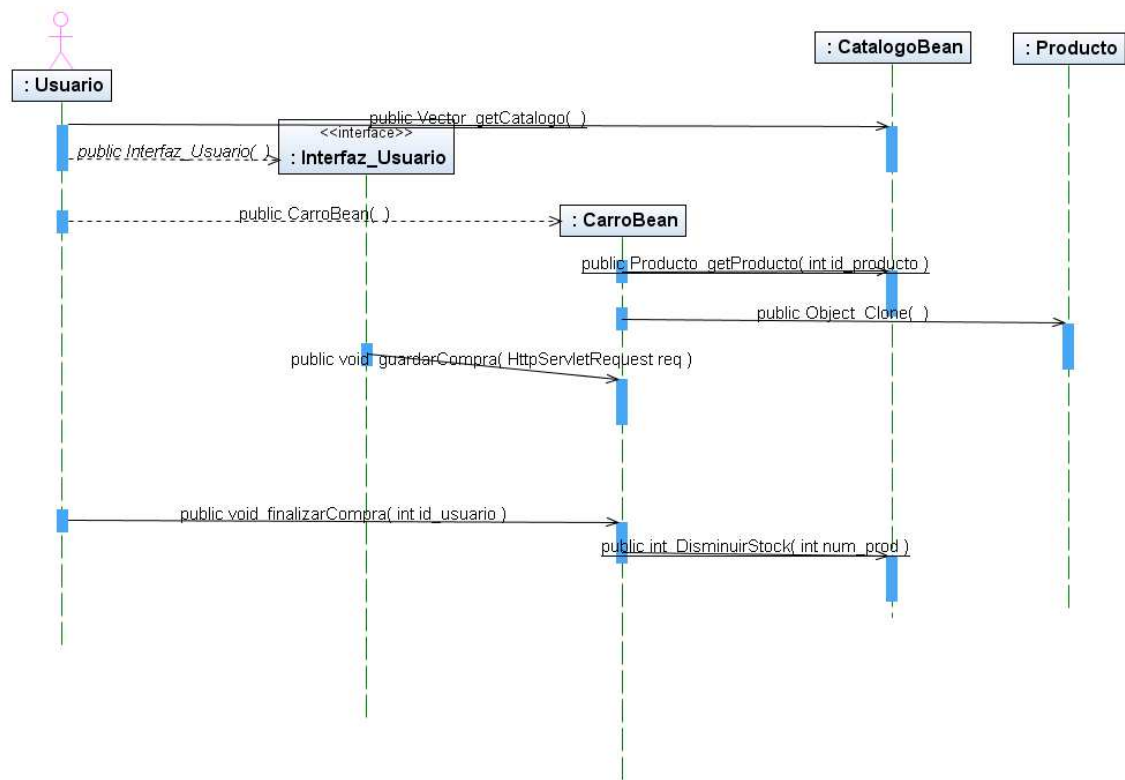 : CatalogoBean
: Producto
: Usuario
public Vector getCatalogo( )
<<interface>>
public Interfaz_Usuario( )
: Interfaz_Usuario
public CarroBean( )
: CarroBean
public Producto getProducto( int id_producto )
public Object Clone( )
public void guardarCompra( HttpServletRequest req )
public void finalizarCompra( int id_usuario )
public int DisminuirStock( int num_prod )